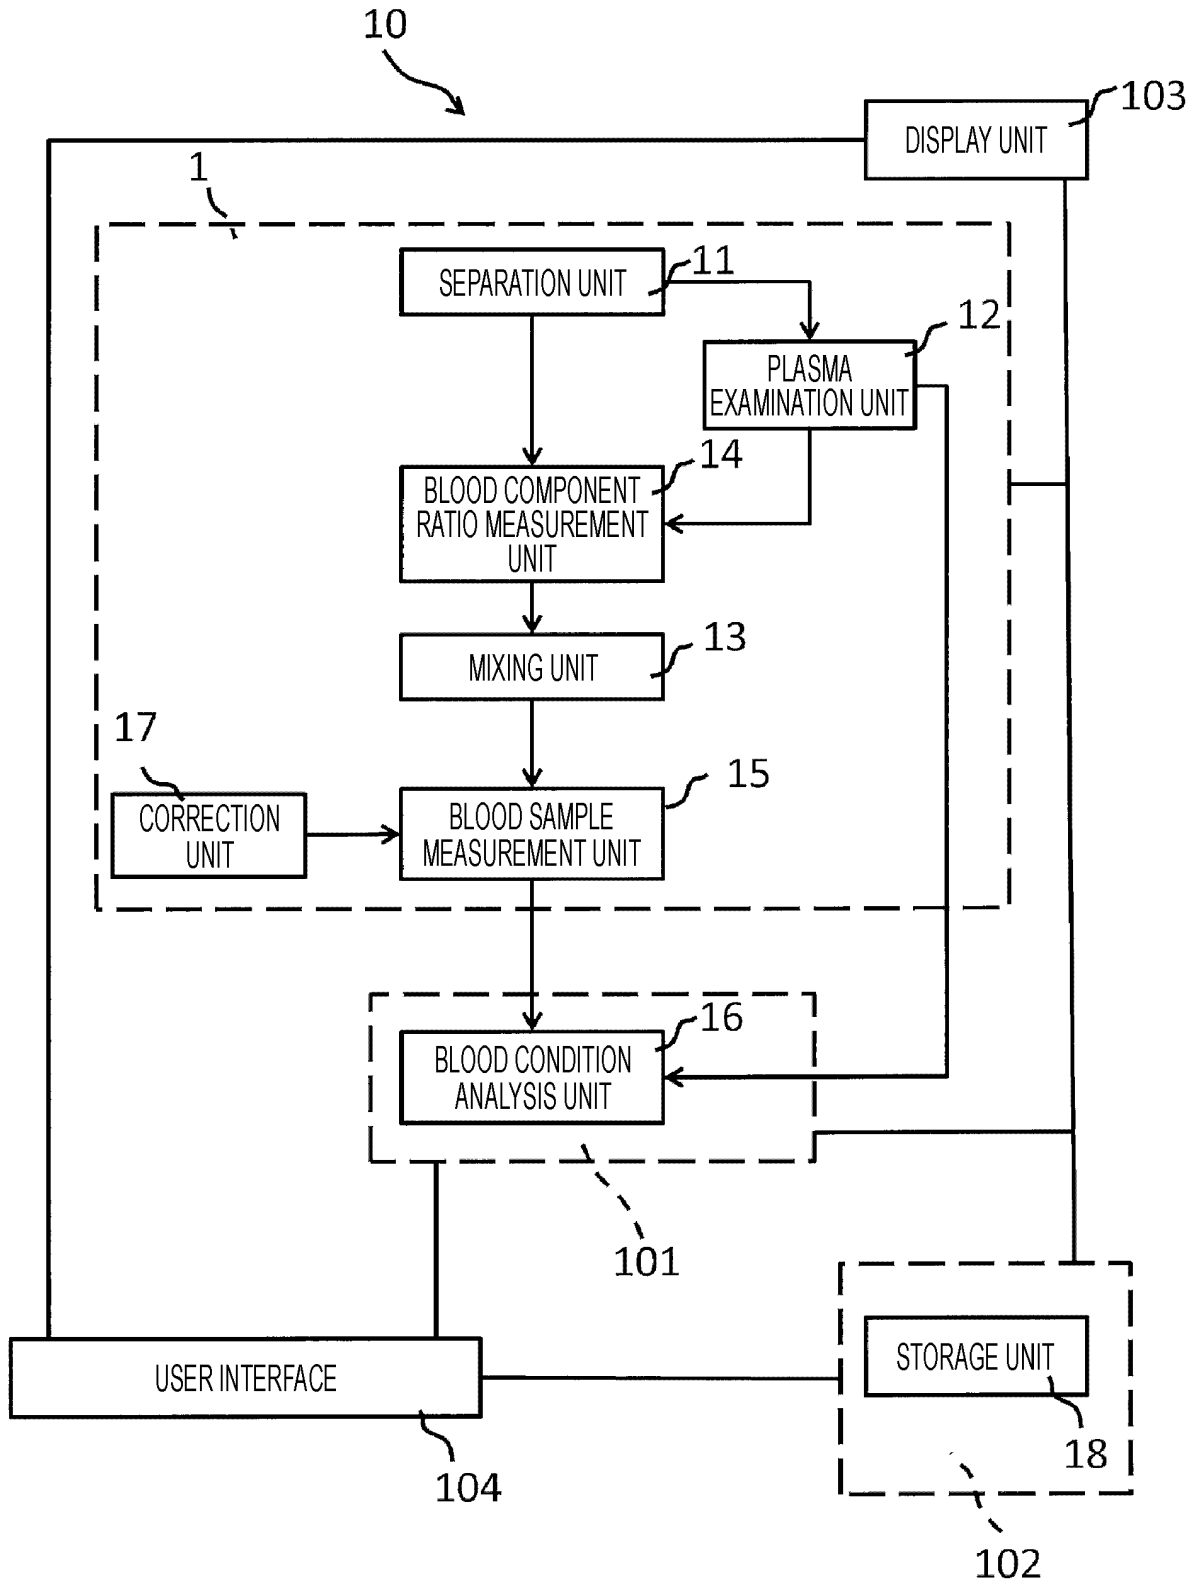 10
103
DISPLAY UNIT
1
SEPARATION UNIT
11
12
PLASMA
EXAMINATION UNIT
14
BLOOD COMPONENT
RATIO MEASUREMENT
UNIT
13
MIXING UNIT
17
15
CORRECTION
UNIT
BLOOD SAMPLE
MEASUREMENT UNIT
16
BLOOD CONDITION
ANALYSIS UNIT
101
USER INTERFACE
STORAGE UNIT
18
104
102